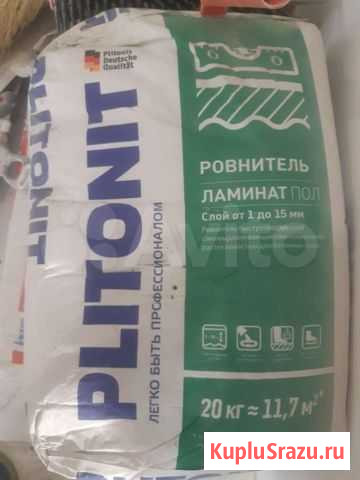 Plitonit
Deutsche
Qualität
PLITONIT
PLITONIT
ЛЕГКО БЫТЬ ПРОФЕССИОНАЛОМ
РОВНИТЕЛЬ
ЛАМИНАТ ПОЛ
Слой от 1 до 15 мм
Avito
20 кг ≈ 11,7 м²*
KupluSrazu.ru